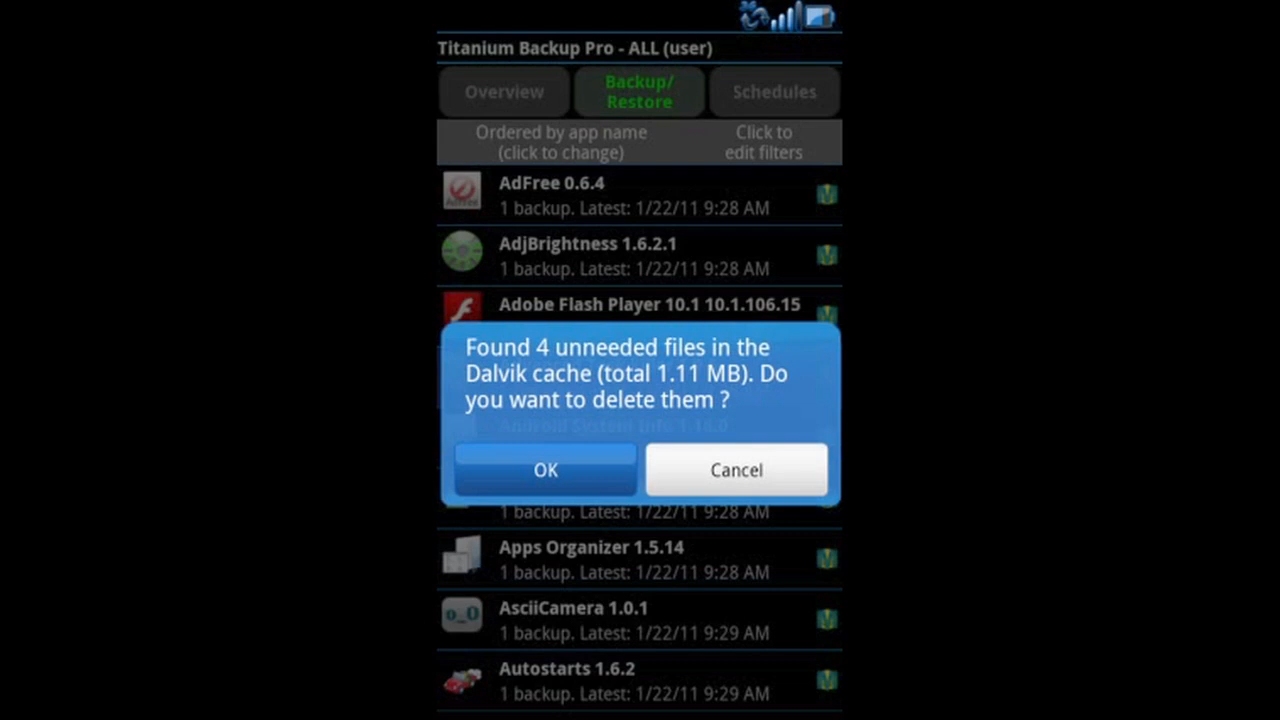 Titanium Backup Pro - ALL (user)
Overview
Backup/
Restore
Schedules
Ordered by app name
(click to change)
Click to
edit filters
AdFree 0.6.4
1 backup. Latest: 1/22/11 9:28 AM
AdjBrightness 1.6.2.1
1 backup. Latest: 1/22/11 9:28 AM
Adobe Flash Player 10.1 10.1.106.15
Found 4 unneeded files in the
Dalvik cache (total 1.11 MB). Do
you want to delete them ?
OK
Cancel
1 backup. Latest: 1/22/11 9:28 AM
Apps Organizer 1.5.14
1 backup. Latest: 1/22/11 9:28 AM
o_0
AsciiCamera 1.0.1
1 backup. Latest: 1/22/11 9:29 AM
Autostarts 1.6.2
1 backup. Latest: 1/22/11 9:29 AM